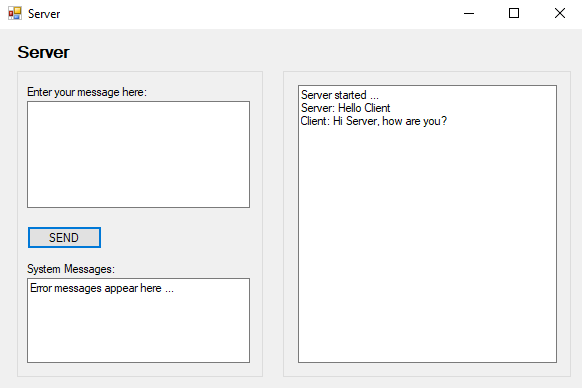 Server
Server
Enter your message here:
SEND
System Messages:
Error messages appear here ...
Server started ...
Server: Hello Client
Client: Hi Server, how are you?